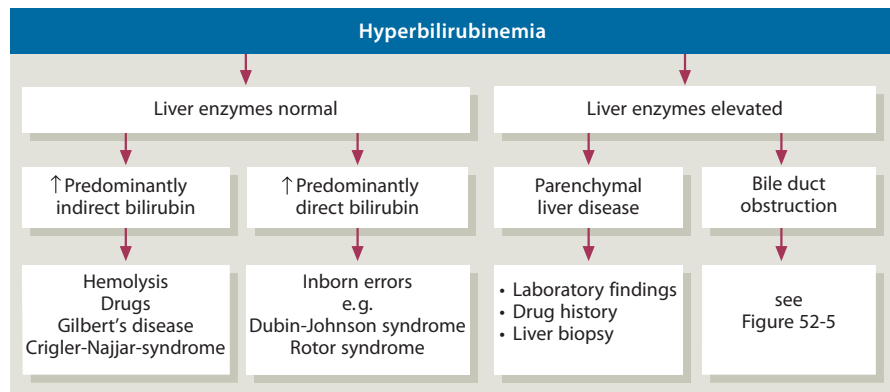 Hyperbilirubinemia
Liver enzymes normal
Liver enzymes elevated
↑ Predominantly
indirect bilirubin
↑ Predominantly
direct bilirubin
Parenchymal
liver disease
Bile duct
obstruction
Hemolysis
Drugs
Gilbert's disease
Crigler-Najjar-syndrome
Inborn errors
e. g.
Dubin-Johnson syndrome
Rotor syndrome
• Laboratory findings
• Drug history
• Liver biopsy
see
Figure 52-5